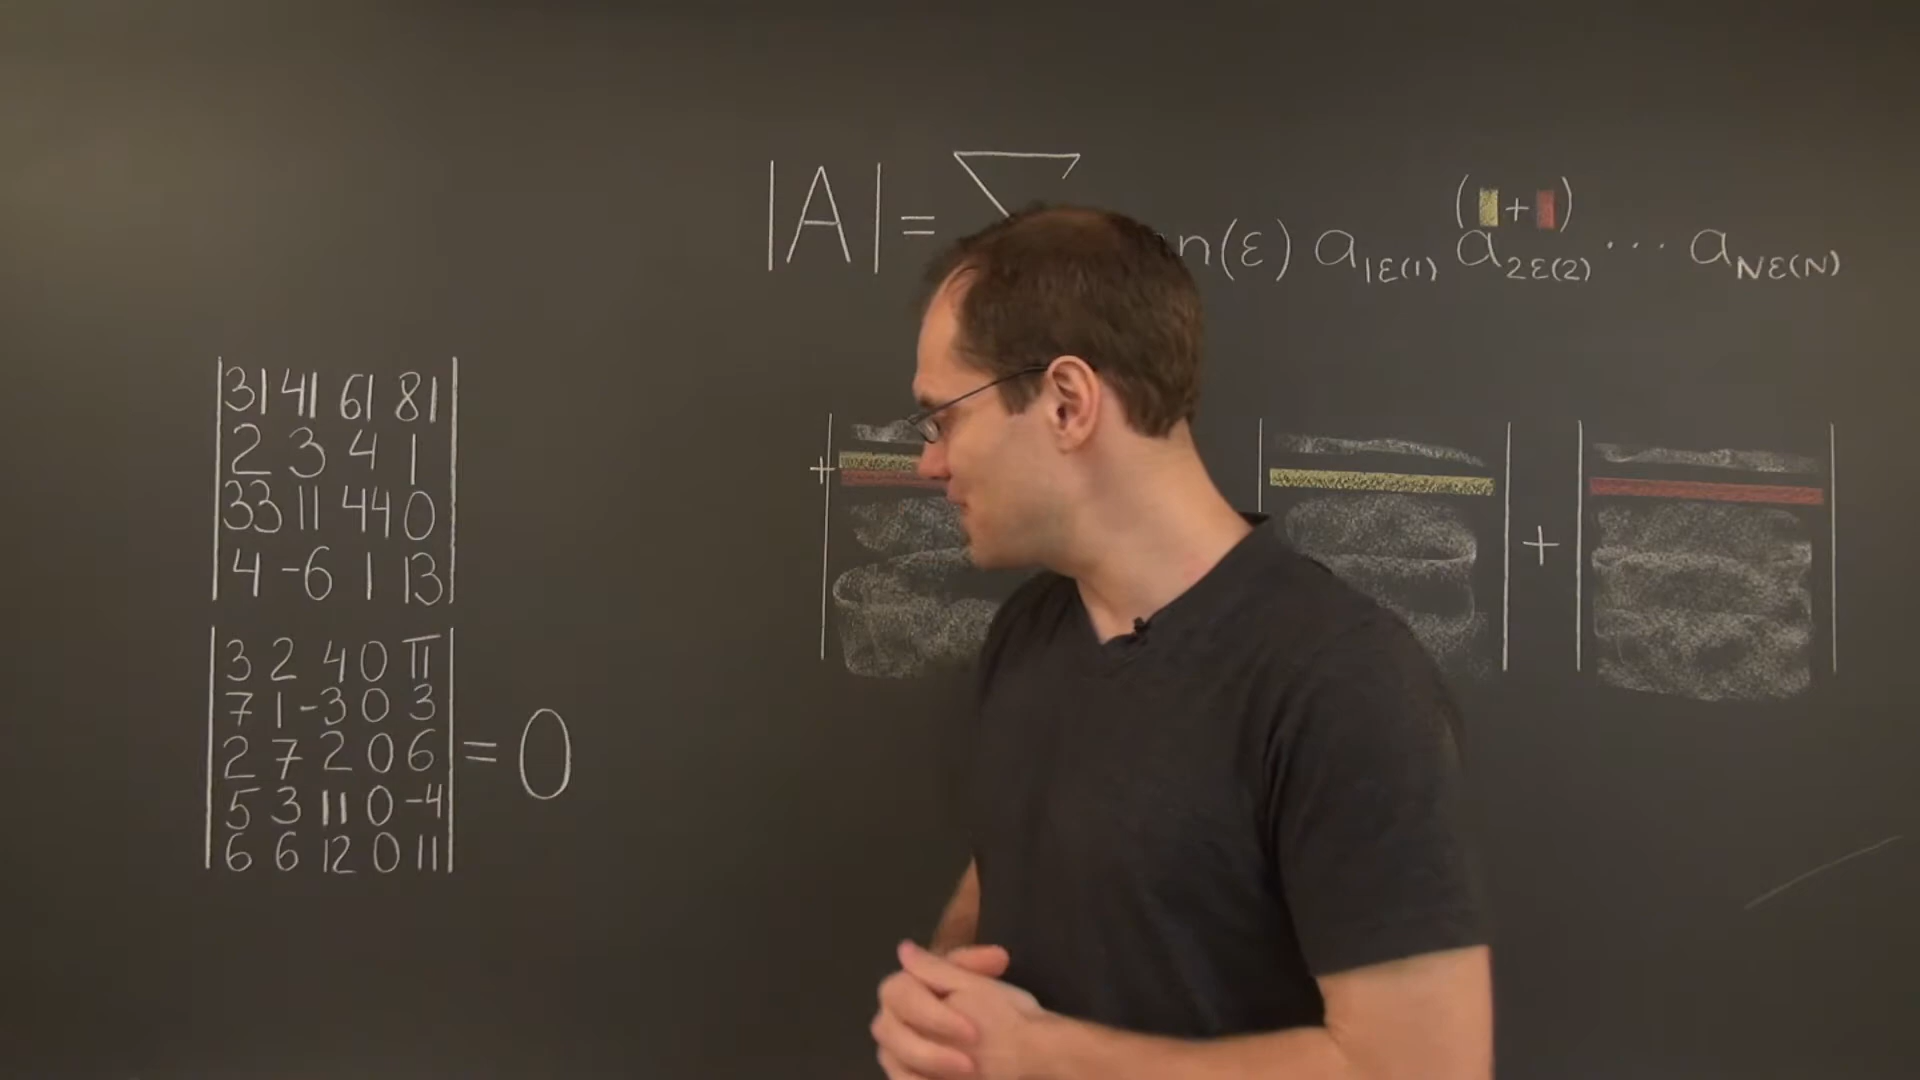 |A| = ∑ n(ε) a₁ε(1) a₂ε(2) ··· aNε(N)
( + )
|31 41 61 81|
|2 3 4 1|
|33 11 44 0|
|4 -6 1 13|
+ +
|3 2 4 0 π|
|7 1 -3 0 3|
|2 7 2 0 6| = 0
|5 3 11 0 -4|
|6 6 12 0 11|